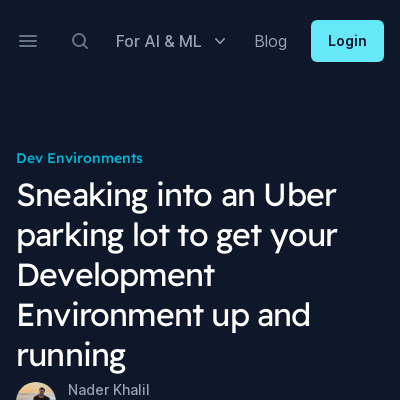 For AI & ML
Blog
Login
Dev Environments
Sneaking into an Uber
parking lot to get your
Development
Environment up and
running
Nader Khalil